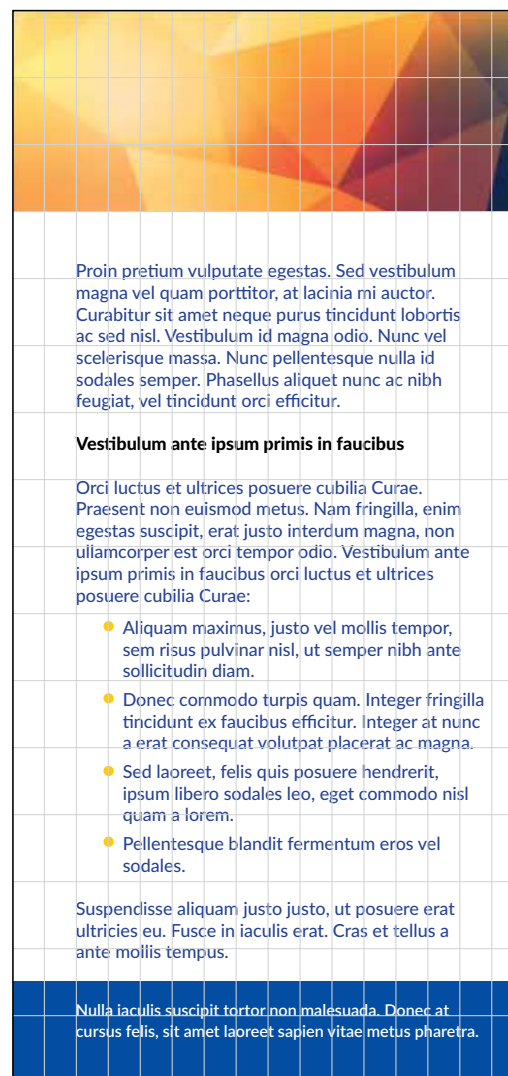 Proin pretium vulputate egestas. Sed vestibulum
magna vel quam porttitor, at lacinia mi auctor.
Curabitur sit amet neque purus tincidunt lobortis
ac sed nisl. Vestibulum id magna odio. Nunc vel
scelerisque massa. Nunc pellentesque nulla id
sodales semper. Phasellus aliquet nunc ac nibh
feugiat, vel tincidunt orci efficitur.
Vestibulum ante ipsum primis in faucibus
Orci luctus et ultrices posuere cubilia Curae.
Praesent non euismod metus. Nam fringilla, enim
egestas suscipit, erat justo interdum magna, non
ullamcorper est orci tempor odio. Vestibulum ante
ipsum primis in faucibus orci luctus et ultrices
posuere cubilia Curae:
Aliquam maximus, justo vel mollis tempor,
sem risus pulvinar nisl, ut semper nibh ante
sollicitudin diam.
Donec commodo turpis quam. Integer fringilla
tincidunt ex faucibus efficitur. Integer at nunc
a erat consequat volutpat placerat ac magna.
Sed laoreet, felis quis posuere hendrerit,
ipsum libero sodales leo, eget commodo nisl
quam a lorem.
Pellentesque blandit fermentum eros vel
sodales.
Suspendisse aliquam justo justo, ut posuere erat
ultricies eu. Fusce in iaculis erat. Cras et tellus a
ante mollis tempus.
Nulla iaculis suscipit tortor non malesuada. Donec at
cursus felis, sit amet laoreet sapien vitae metus pharetra.